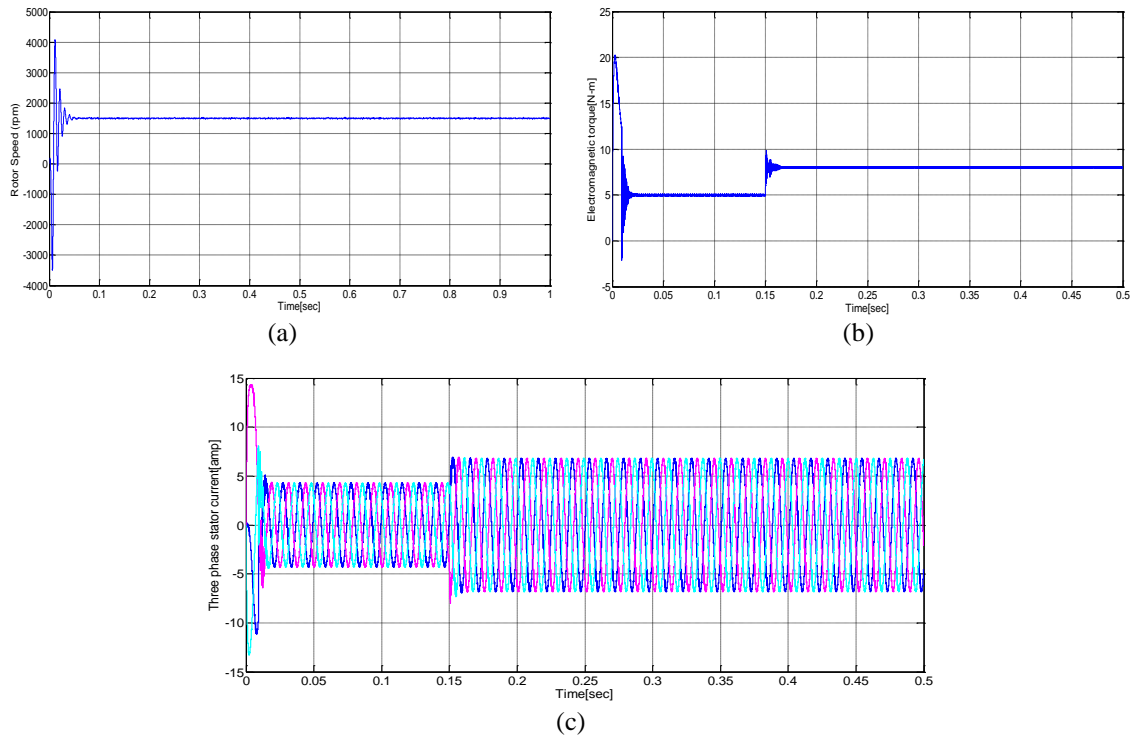 5000
4000
3000
2000
1000
0
-1000
-2000
-3000
-4000
Rotor Speed (rpm)
0 0.1 0.2 0.3 0.4 0.5 0.6 0.7 0.8 0.9 1
Time[sec]
(a)
25
20
15
10
5
0
-5
Electromagnetic torque[N-m]
0 0.05 0.1 0.15 0.2 0.25 0.3 0.35 0.4 0.45 0.5
Time[sec]
(b)
15
10
5
0
-5
-10
-15
Three phase stator current[amp]
0 0.05 0.1 0.15 0.2 0.25 0.3 0.35 0.4 0.45 0.5
Time[sec]
(c)